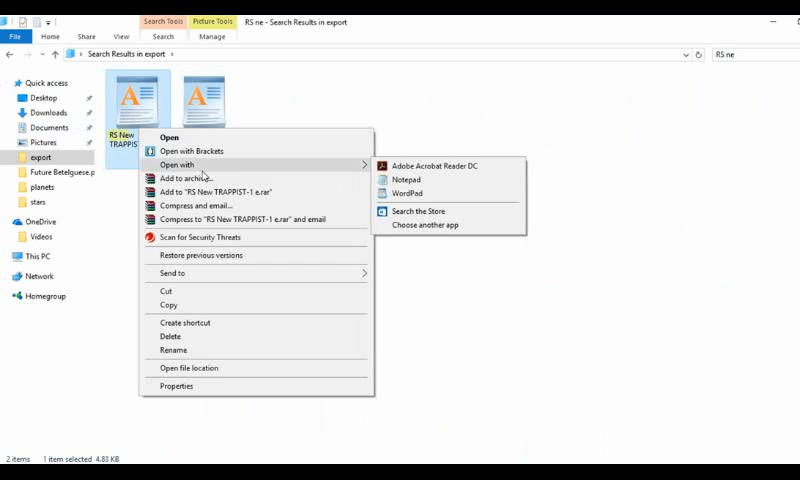 Search Tools Picture Tools RS ne - Search Results in export
File Home Share View Search Manage
Search Results in export RS ne
Quick access
Desktop
Downloads
Documents
Pictures
export
Future Betelguese.p
planets
stars
OneDrive
Videos
This PC
Network
Homegroup
RS New
TRAPPIST
Open
Open with Brackets
Open with
Add to archive...
Add to "RS New TRAPPIST-1 e.rar"
Compress and email...
Compress to "RS New TRAPPIST-1 e.rar" and email
Scan for Security Threats
Restore previous versions
Send to
Cut
Copy
Create shortcut
Delete
Rename
Open file location
Properties
Adobe Acrobat Reader DC
Notepad
WordPad
Search the Store
Choose another app
2 items 1 item selected 4.83 KB